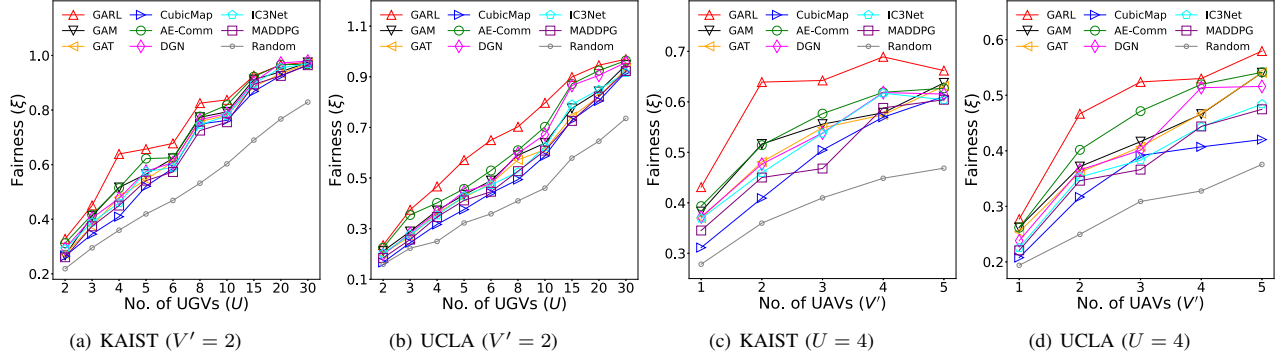 GARL CubicMap IC3Net
GAM AE-Comm MADDPG
GAT DGN Random
Fairness (ξ)
1.0
0.8
0.6
0.4
0.2
2 3 4 5 6 8 10 15 20 30
No. of UGVs (U)
(a) KAIST (V′ = 2)
GARL CubicMap IC3Net
GAM AE-Comm MADDPG
GAT DGN Random
Fairness (ξ)
1.1
0.9
0.7
0.5
0.3
0.1
2 3 4 5 6 8 10 15 20 30
No. of UGVs (U)
(b) UCLA (V′ = 2)
GARL CubicMap IC3Net
GAM AE-Comm MADDPG
GAT DGN Random
Fairness (ξ)
0.7
0.6
0.5
0.4
0.3
1 2 3 4 5
No. of UAVs (V′)
(c) KAIST (U = 4)
GARL CubicMap IC3Net
GAM AE-Comm MADDPG
GAT DGN Random
Fairness (ξ)
0.6
0.5
0.4
0.3
0.2
1 2 3 4 5
No. of UAVs (V′)
(d) UCLA (U = 4)